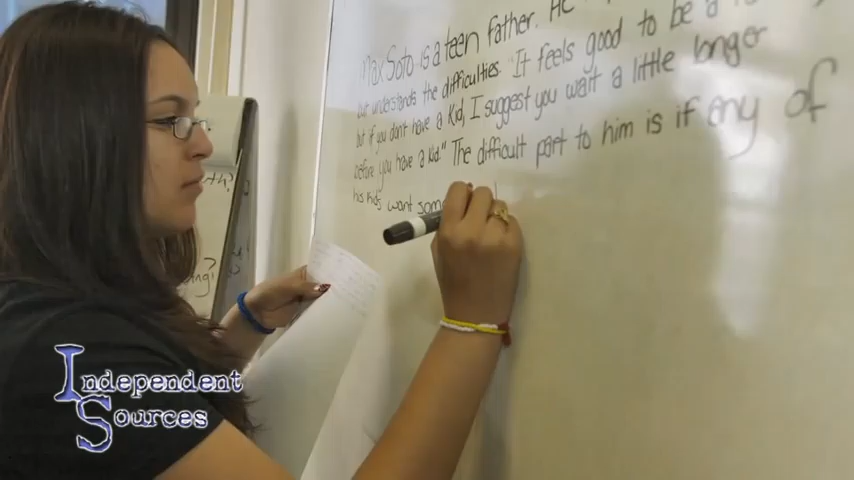 Max Soto is a teen father. He
but understands the difficulties. "It feels good to be a
but if you don't have a kid, I suggest you wait a little longer
before you have a kid." The difficult part to him is if any of
his kids want some
Independent
Sources